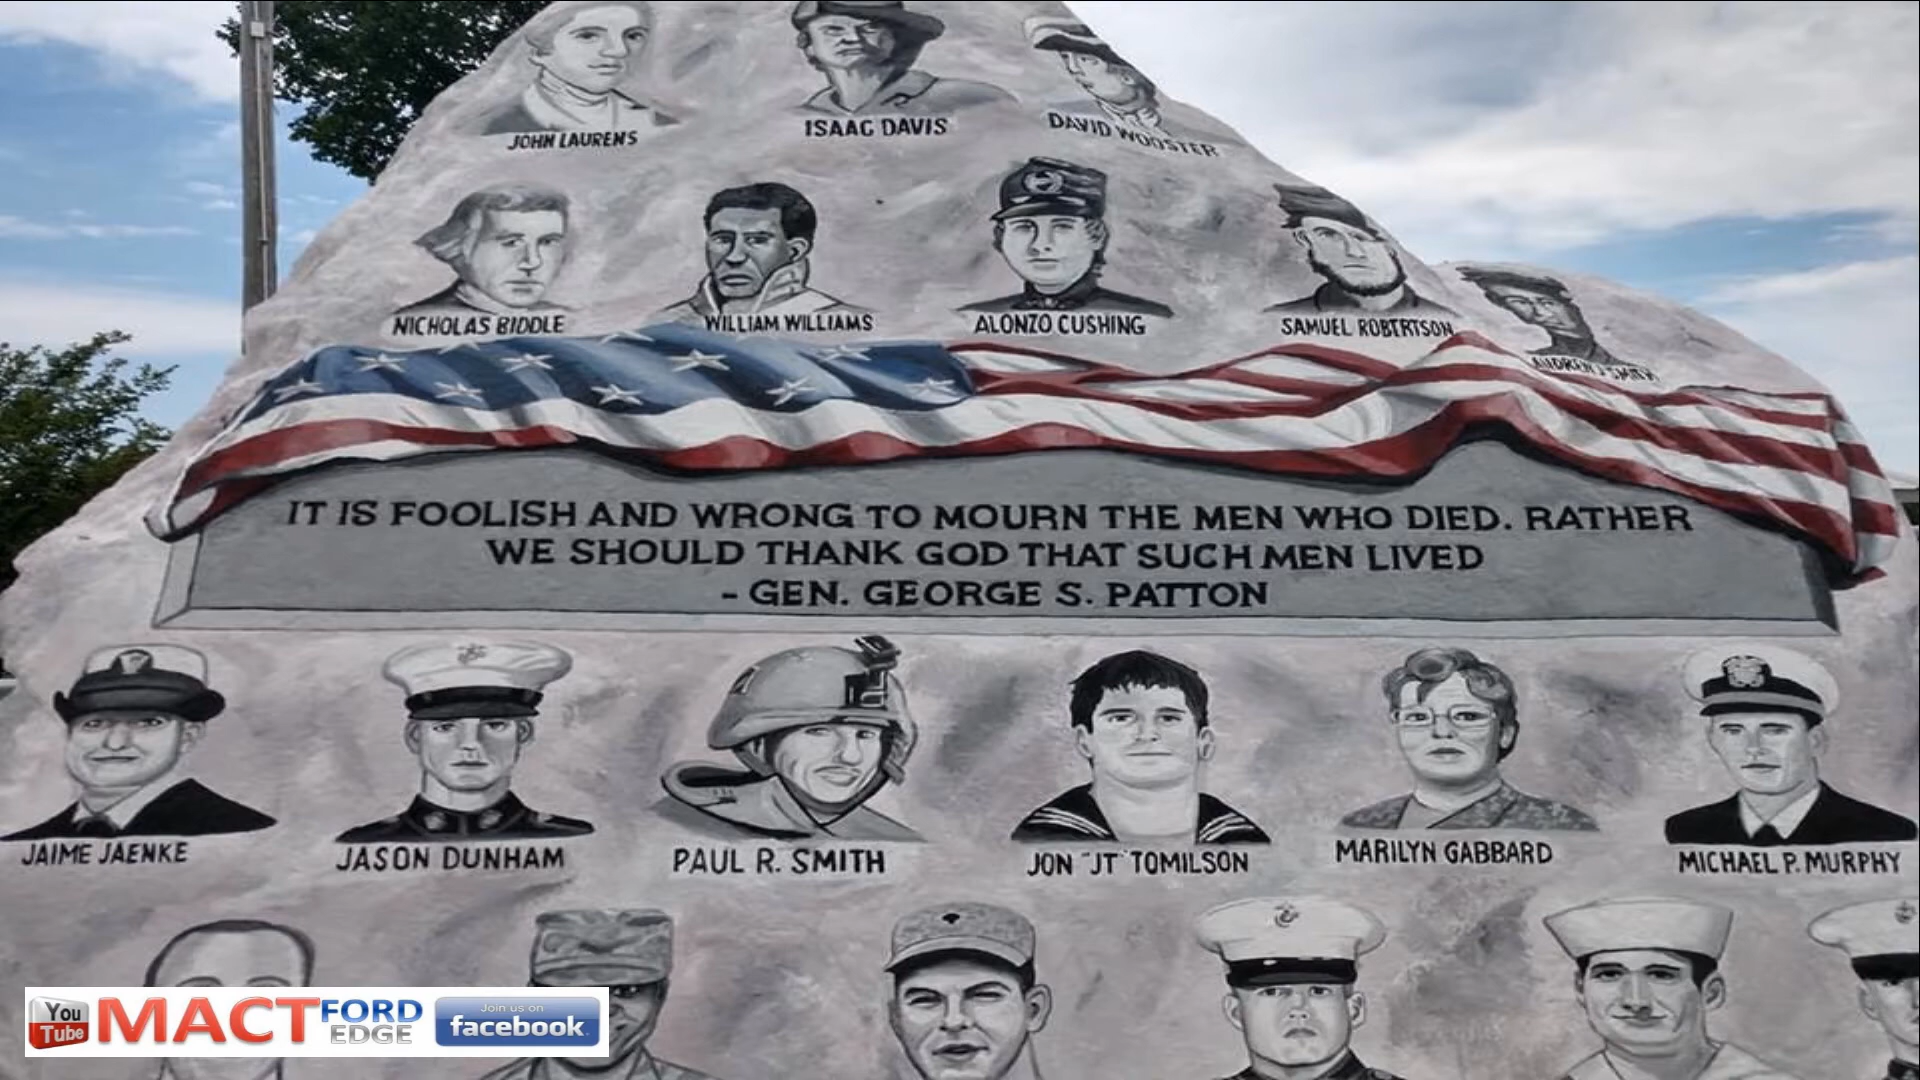 JOHN LAURENS
ISAAC DAVIS
DAVID WOOSTER
NICHOLAS BIDDLE
WILLIAM WILLIAMS
ALONZO CUSHING
SAMUEL ROBERTSON
ANDREW J SMITH
IT IS FOOLISH AND WRONG TO MOURN THE MEN WHO DIED. RATHER
WE SHOULD THANK GOD THAT SUCH MEN LIVED
- GEN. GEORGE S. PATTON
JAIME JAENKE
JASON DUNHAM
PAUL R. SMITH
JON "JT" TOMILSON
MARILYN GABBARD
MICHAEL P. MURPHY
You Tube MACT FORD EDGE Join us on facebook